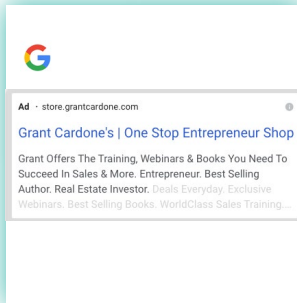 Ad · store.grantcardone.com
Grant Cardone's | One Stop Entrepreneur Shop
Grant Offers The Training, Webinars & Books You Need To
Succeed In Sales & More. Entrepreneur. Best Selling
Author. Real Estate Investor. Deals Everyday. Exclusive
Webinars. Best Selling Books. WorldClass Sales Training...